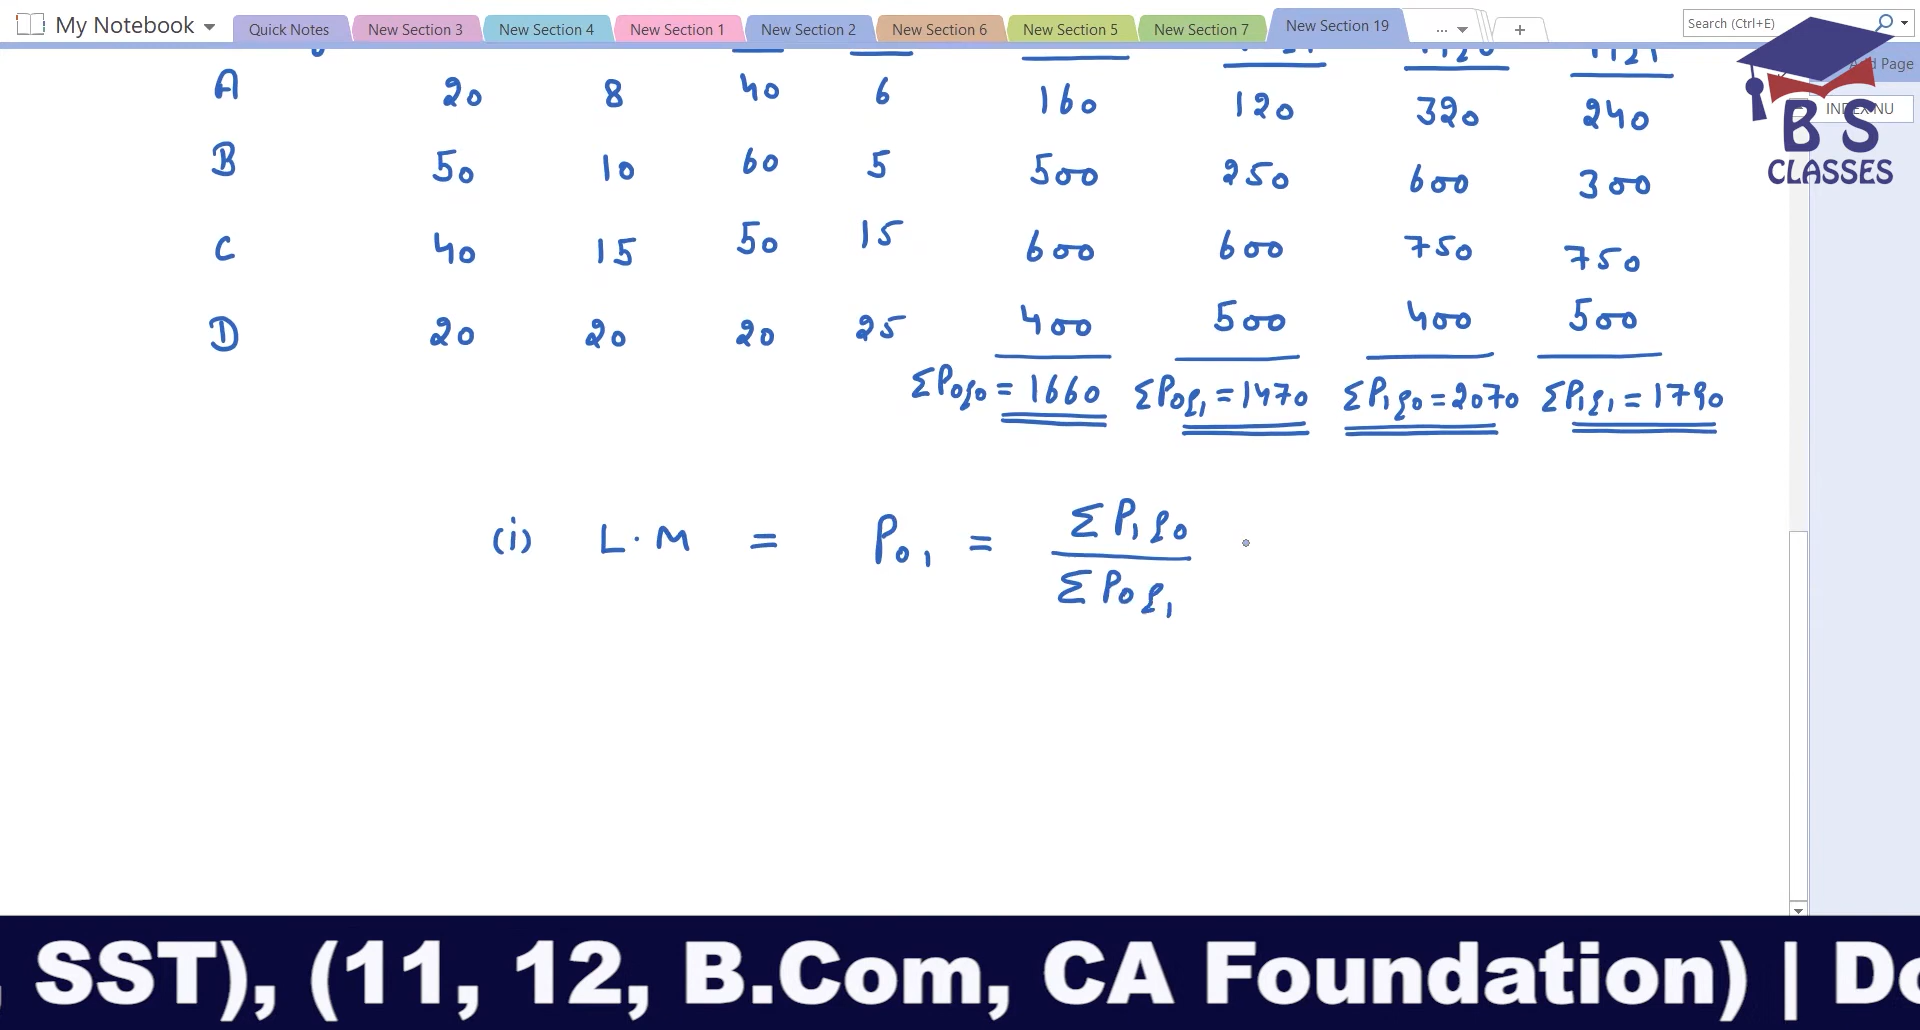 My Notebook Quick Notes New Section 3 New Section 4 New Section 1 New Section 2 New Section 6 New Section 5 New Section 7 New Section 19 ... + Search (Ctrl+E)
Page
INDEX NU
B S
CLASSES
A 20 8 40 6 160 120 320 240
B 50 10 60 5 500 250 600 300
C 40 15 50 15 600 600 750 750
D 20 20 20 25 400 500 400 500
ΣP₀q₀ = 1660 ΣP₀q₁ = 1470 ΣP₁q₀ = 2070 ΣP₁q₁ = 1790
(i) L.M = P₀₁ = ΣP₁q₀
ΣP₀q₁
, SST), (11, 12, B.Com, CA Foundation) | Do